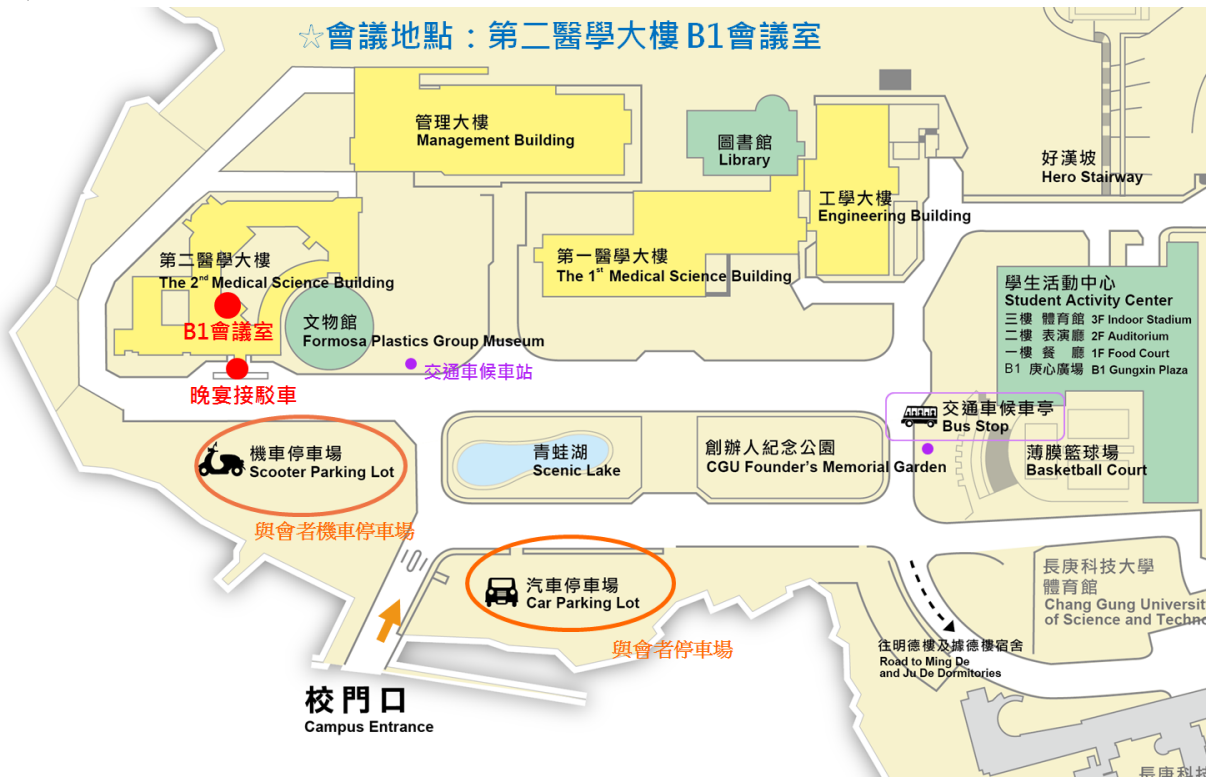 ☆會議地點：第二醫學大樓 B1會議室
管理大樓
Management Building
圖書館
Library
好漢坡
Hero Stairway
工學大樓
Engineering Building
第一醫學大樓
The 1st Medical Science Building
第二醫學大樓
The 2nd Medical Science Building
B1會議室
文物館
Formosa Plastics Group Museum
晚宴接駁車
交通車候車站
學生活動中心
Student Activity Center
三樓 體育館 3F Indoor Stadium
二樓 表演廳 2F Auditorium
一樓 餐廳 1F Food Court
B1 庚心廣場 B1 Gungxin Plaza
交通車候車亭
Bus Stop
機車停車場
Scooter Parking Lot
與會者機車停車場
青蛙湖
Scenic Lake
創辦人紀念公園
CGU Founder's Memorial Garden
薄膜籃球場
Basketball Court
汽車停車場
Car Parking Lot
與會者停車場
長庚科技大學
體育館
Chang Gung Universit
of Science and Techno
往明德樓及據德樓宿舍
Road to Ming De
and Ju De Dormitories
校門口
Campus Entrance
長庚科技